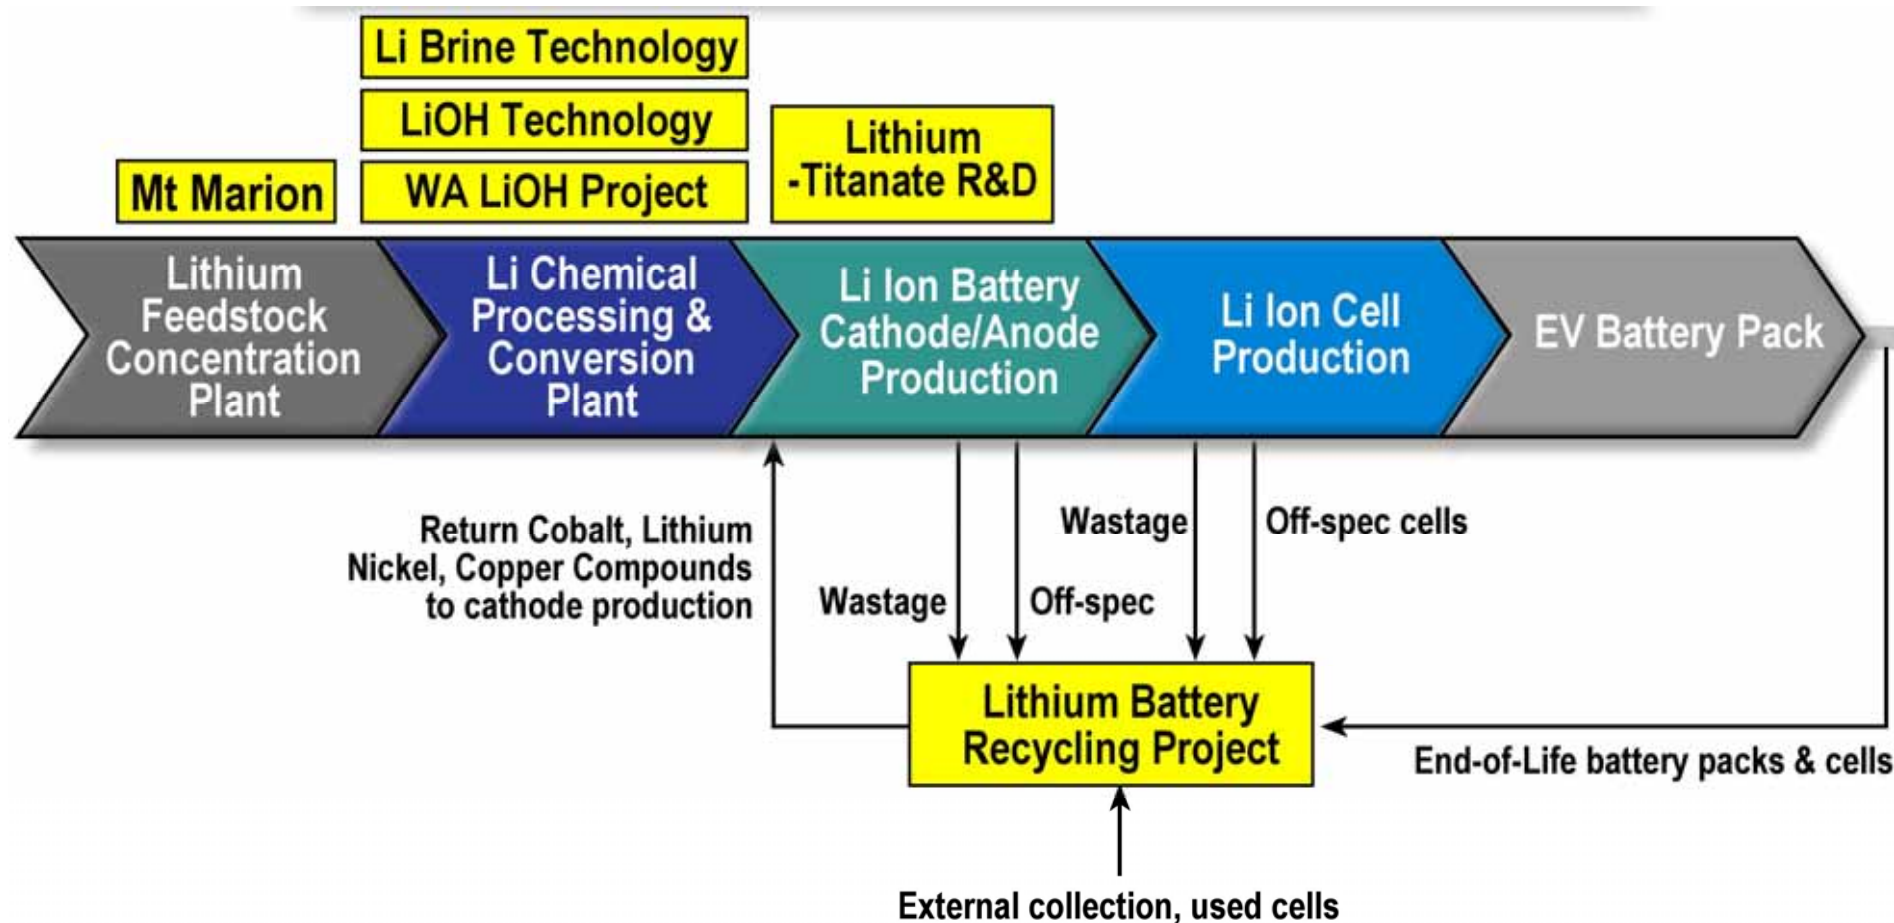 Li Brine Technology
LiOH Technology
WA LiOH Project
Mt Marion
Lithium
-Titanate R&D
Lithium
Feedstock
Concentration
Plant
Li Chemical
Processing &
Conversion
Plant
Li Ion Battery
Cathode/Anode
Production
Li Ion Cell
Production
EV Battery Pack
Return Cobalt, Lithium
Nickel, Copper Compounds
to cathode production
Wastage
Off-spec
Wastage
Off-spec cells
Lithium Battery
Recycling Project
End-of-Life battery packs & cells
External collection, used cells